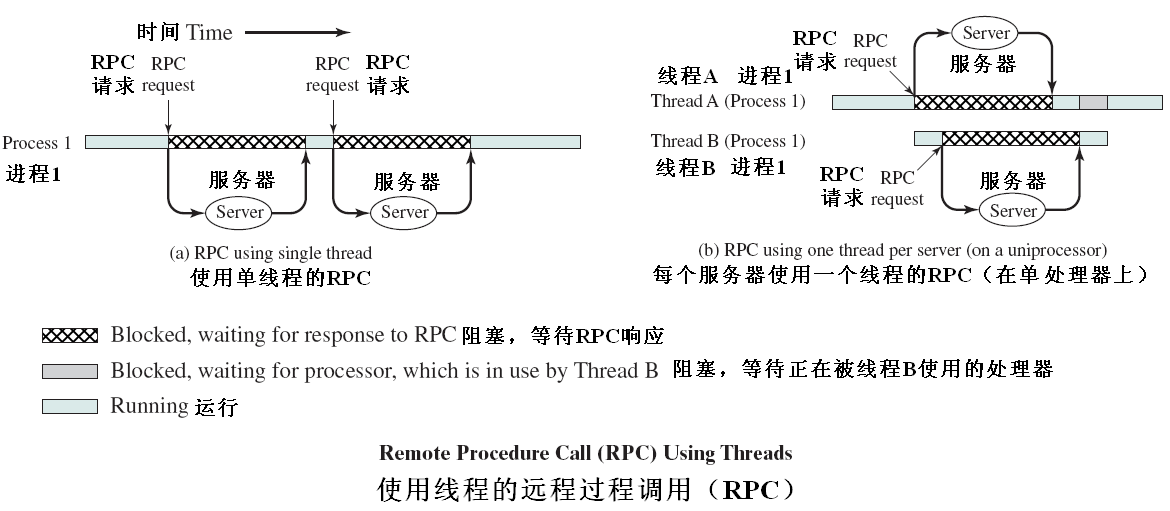 时间 Time
RPC 请求
RPC request
RPC request
RPC 请求
Process 1
进程1
服务器
Server
服务器
Server
(a) RPC using single thread
使用单线程的RPC
Server
服务器
RPC 请求
RPC request
线程A 进程1
Thread A (Process 1)
Thread B (Process 1)
线程B 进程1
RPC 请求
RPC request
服务器
Server
(b) RPC using one thread per server (on a uniprocessor)
每个服务器使用一个线程的RPC（在单处理器上）
Blocked, waiting for response to RPC 阻塞，等待RPC响应
Blocked, waiting for processor, which is in use by Thread B 阻塞，等待正在被线程B使用的处理器
Running 运行
Remote Procedure Call (RPC) Using Threads
使用线程的远程过程调用（RPC）